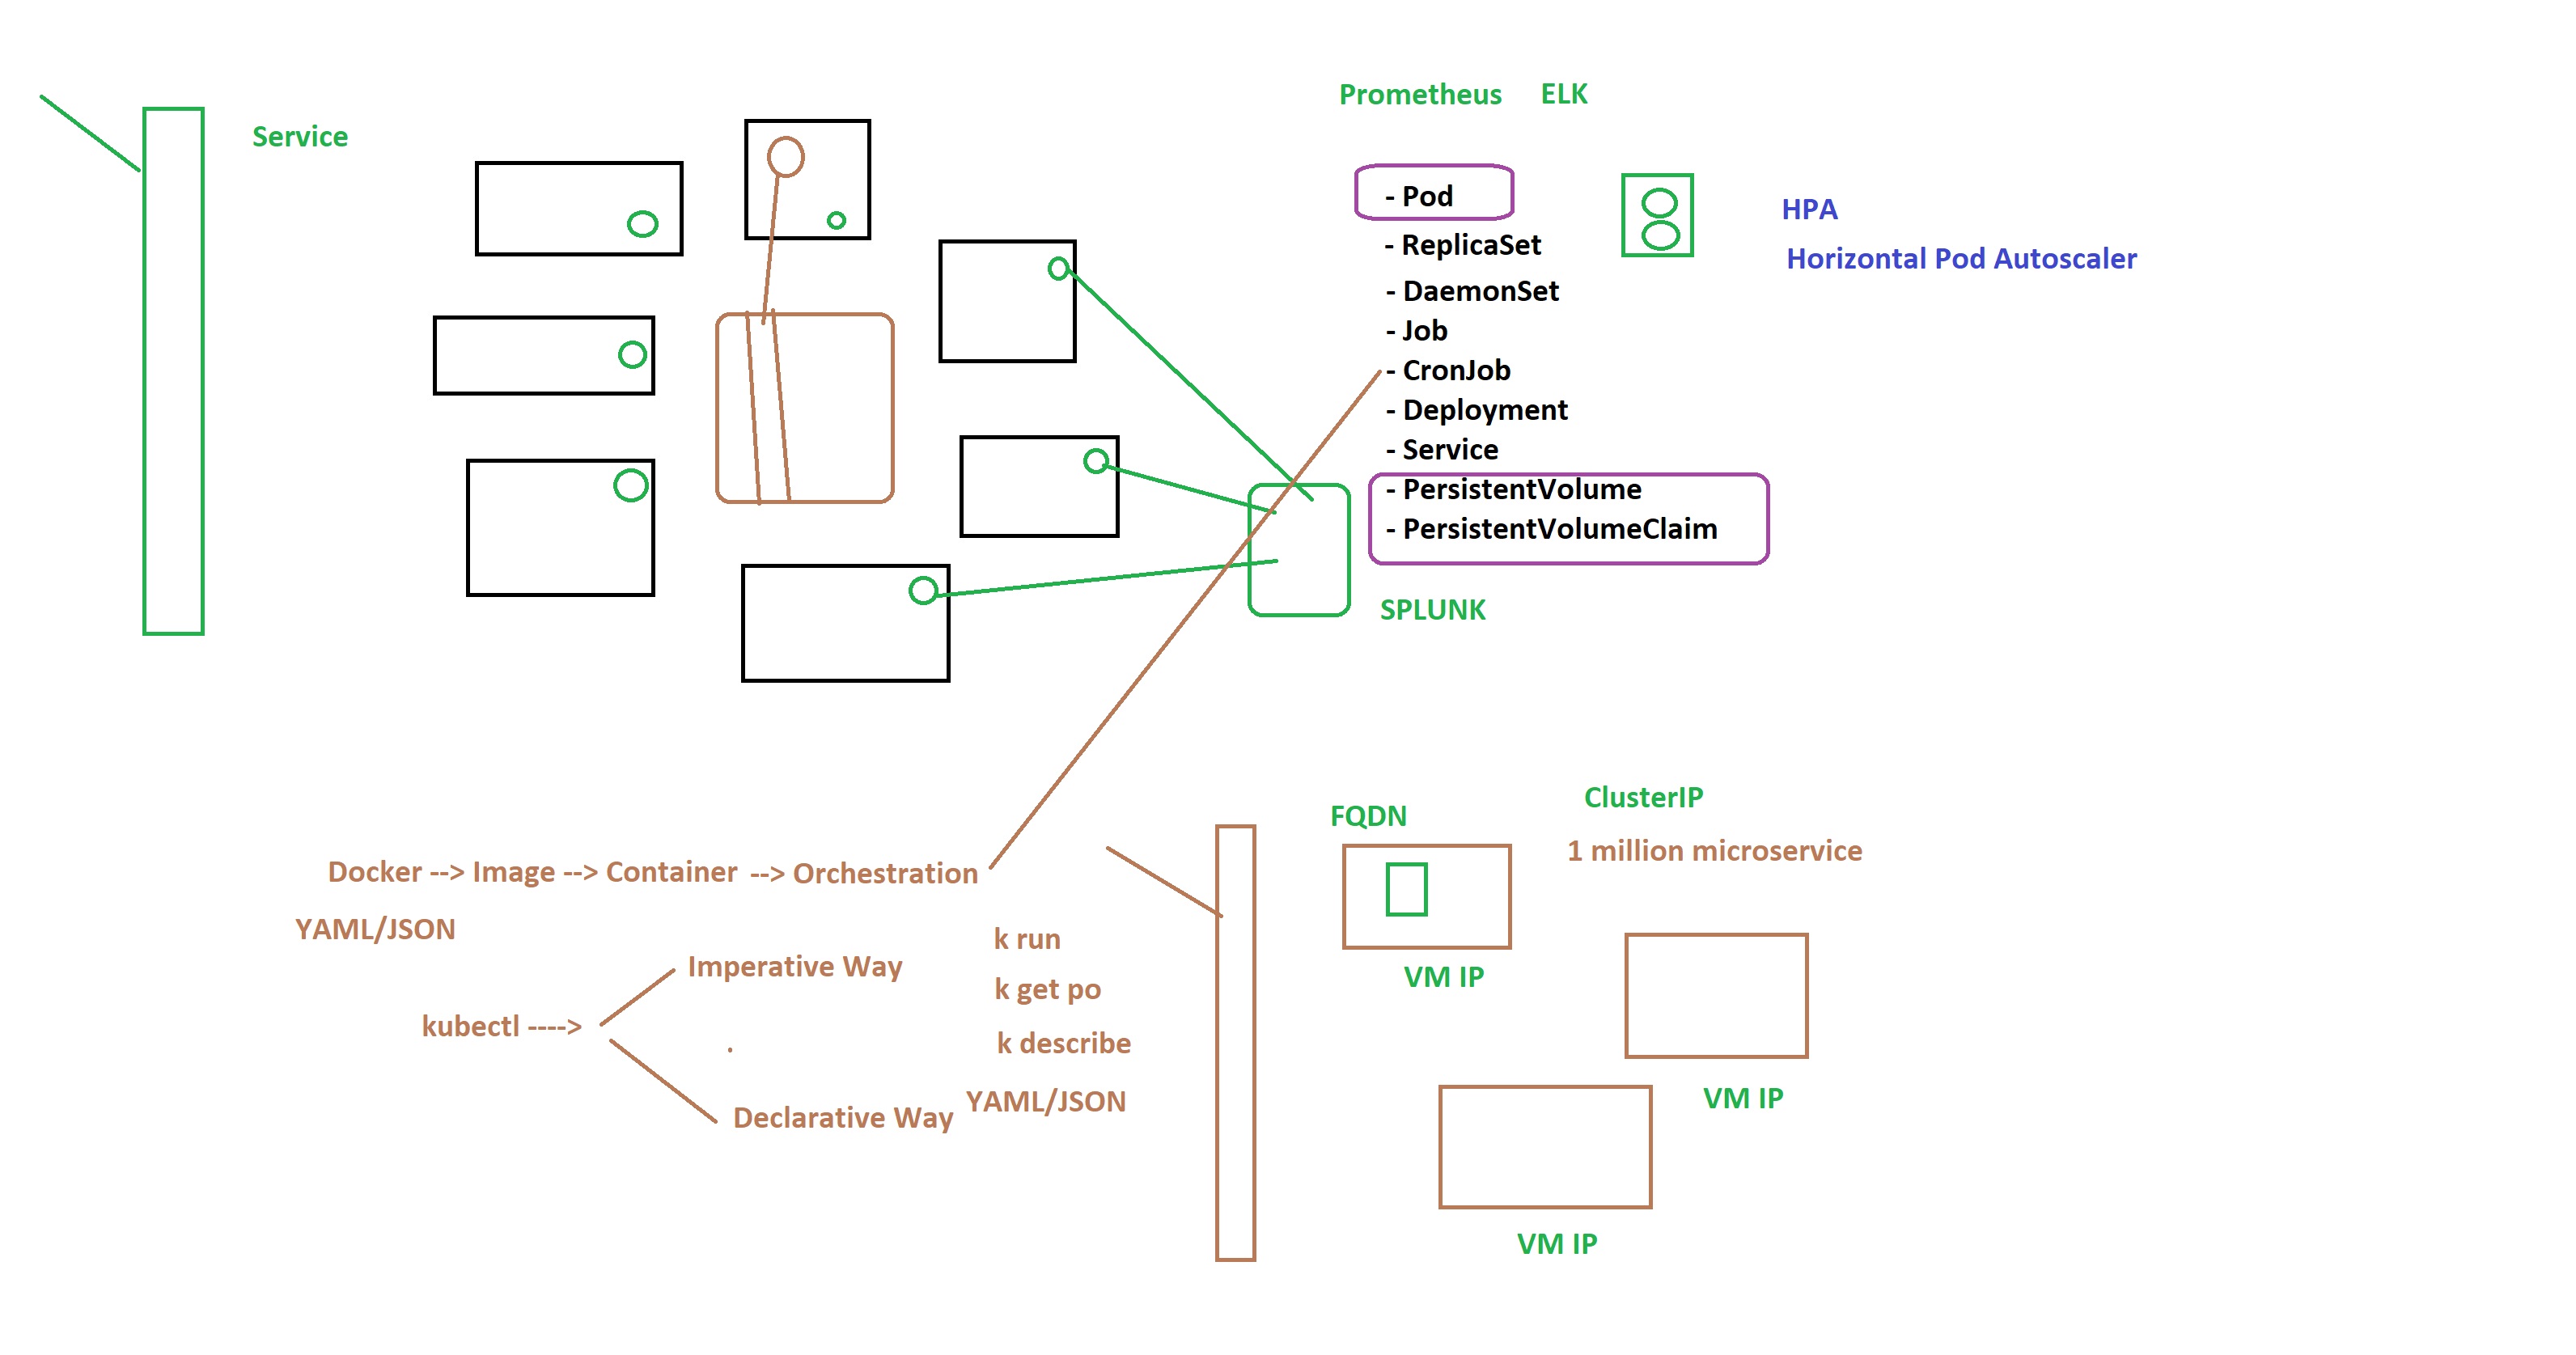 Prometheus ELK
Service
- Pod
HPA
- ReplicaSet
Horizontal Pod Autoscaler
- DaemonSet
- Job
- CronJob
- Deployment
- Service
- PersistentVolume
- PersistentVolumeClaim
SPLUNK
Docker --> Image --> Container --> Orchestration
YAML/JSON
kubectl ---->
Imperative Way
k run
k get po
k describe
Declarative Way YAML/JSON
FQDN
ClusterIP
1 million microservice
VM IP
VM IP
VM IP